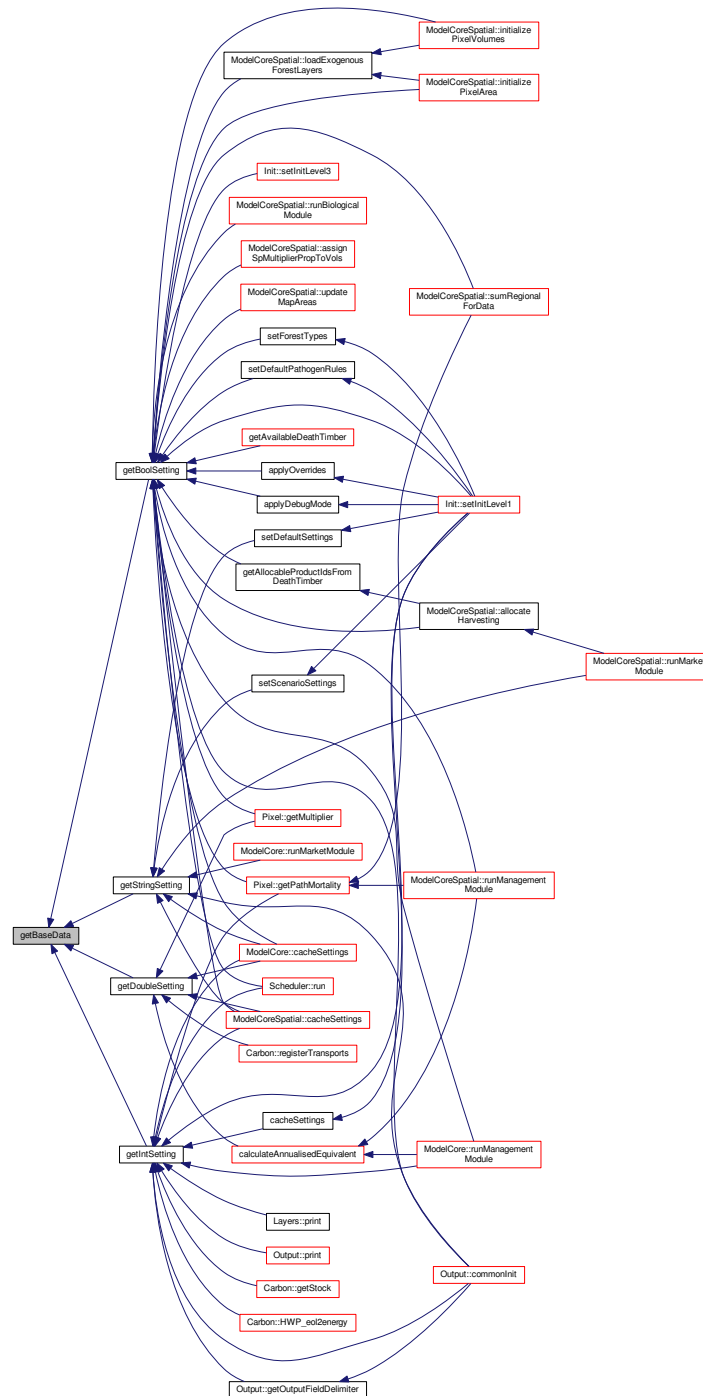 ModelCoreSpatial::initialize
PixelVolumes
ModelCoreSpatial::loadExogenous
ForestLayers
ModelCoreSpatial::initialize
PixelArea
Init::setInitLevel3
ModelCoreSpatial::runBiological
Module
ModelCoreSpatial::assign
SpMultiplierPropToVols
ModelCoreSpatial::update
MapAreas
ModelCoreSpatial::sumRegional
ForData
setForestTypes
setDefaultPathogenRules
getAvailableDeathTimber
getBoolSetting
applyOverrides
applyDebugMode
Init::setInitLevel1
setDefaultSettings
getAllocableProductIdsFrom
DeathTimber
ModelCoreSpatial::allocate
Harvesting
ModelCoreSpatial::runMarket
Module
setScenarioSettings
Pixel::getMultiplier
ModelCore::runMarketModule
getStringSetting
Pixel::getPathMortality
ModelCoreSpatial::runManagement
Module
getBaseData
ModelCore::cacheSettings
getDoubleSetting
Scheduler::run
ModelCoreSpatial::cacheSettings
Carbon::registerTransports
cacheSettings
getIntSetting
calculateAnnualisedEquivalent
ModelCore::runManagement
Module
Layers::print
Output::print
Output::commonInit
Carbon::getStock
Carbon::HWP_eol2energy
Output::getOutputFieldDelimiter